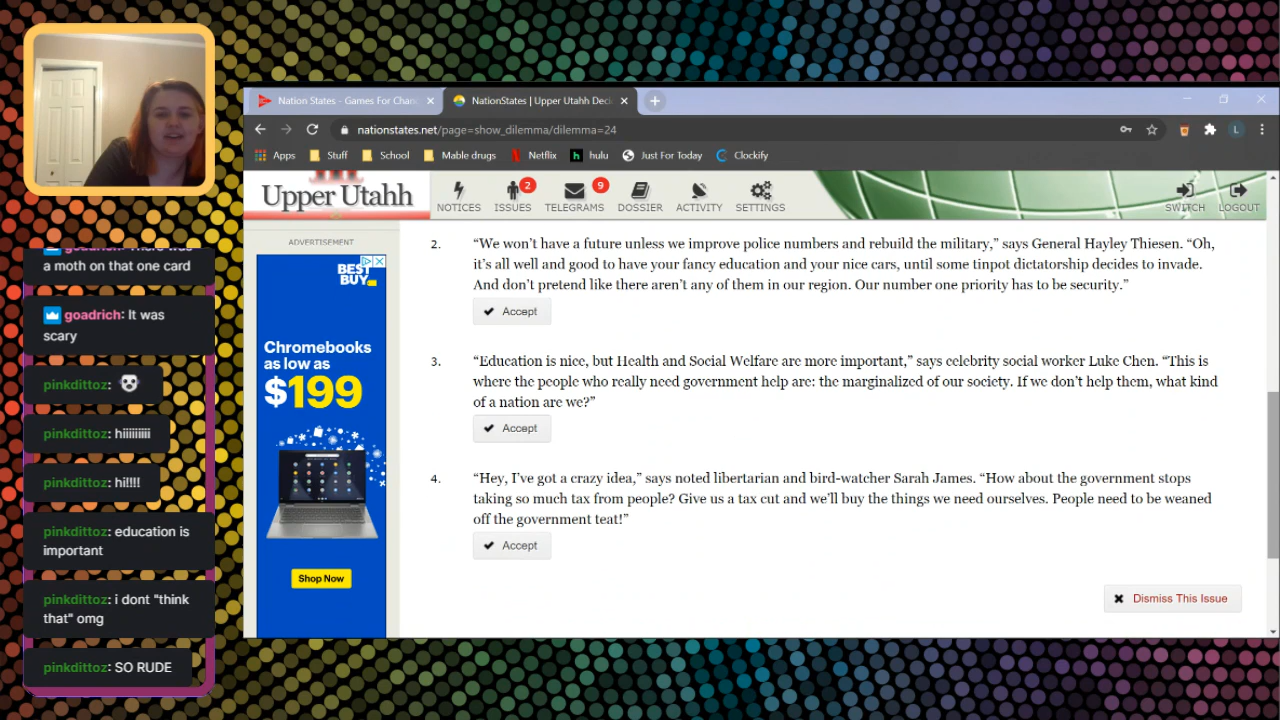 goadrich: There was
a moth on that one card
goadrich: It was
scary
pinkdittoz:
pinkdittoz: hiiiiiiiii
pinkdittoz: hi!!!!
pinkdittoz: education is
important
pinkdittoz: i dont "think
that" omg
pinkdittoz: SO RUDE
Nation States - Games For Chan
NationStates | Upper Utahh Deci
nationstates.net/page=show_dilemma/dilemma=24
L
Apps
Stuff
School
Mable drugs
Netflix
hulu
Just For Today
Clockify
Upper Utahh
NOTICES
2
ISSUES
9
TELEGRAMS
DOSSIER
ACTIVITY
SETTINGS
SWITCH
LOGOUT
ADVERTISEMENT
BEST
BUY
Chromebooks
as low as
$199
Shop Now
2.
“We won’t have a future unless we improve police numbers and rebuild the military,” says General Hayley Thiesen. “Oh,
it’s all well and good to have your fancy education and your nice cars, until some tinpot dictatorship decides to invade.
And don’t pretend like there aren’t any of them in our region. Our number one priority has to be security.”
Accept
3.
“Education is nice, but Health and Social Welfare are more important,” says celebrity social worker Luke Chen. “This is
where the people who really need government help are: the marginalized of our society. If we don’t help them, what kind
of a nation are we?”
Accept
4.
“Hey, I’ve got a crazy idea,” says noted libertarian and bird-watcher Sarah James. “How about the government stops
taking so much tax from people? Give us a tax cut and we’ll buy the things we need ourselves. People need to be weaned
off the government teat!”
Accept
Dismiss This Issue